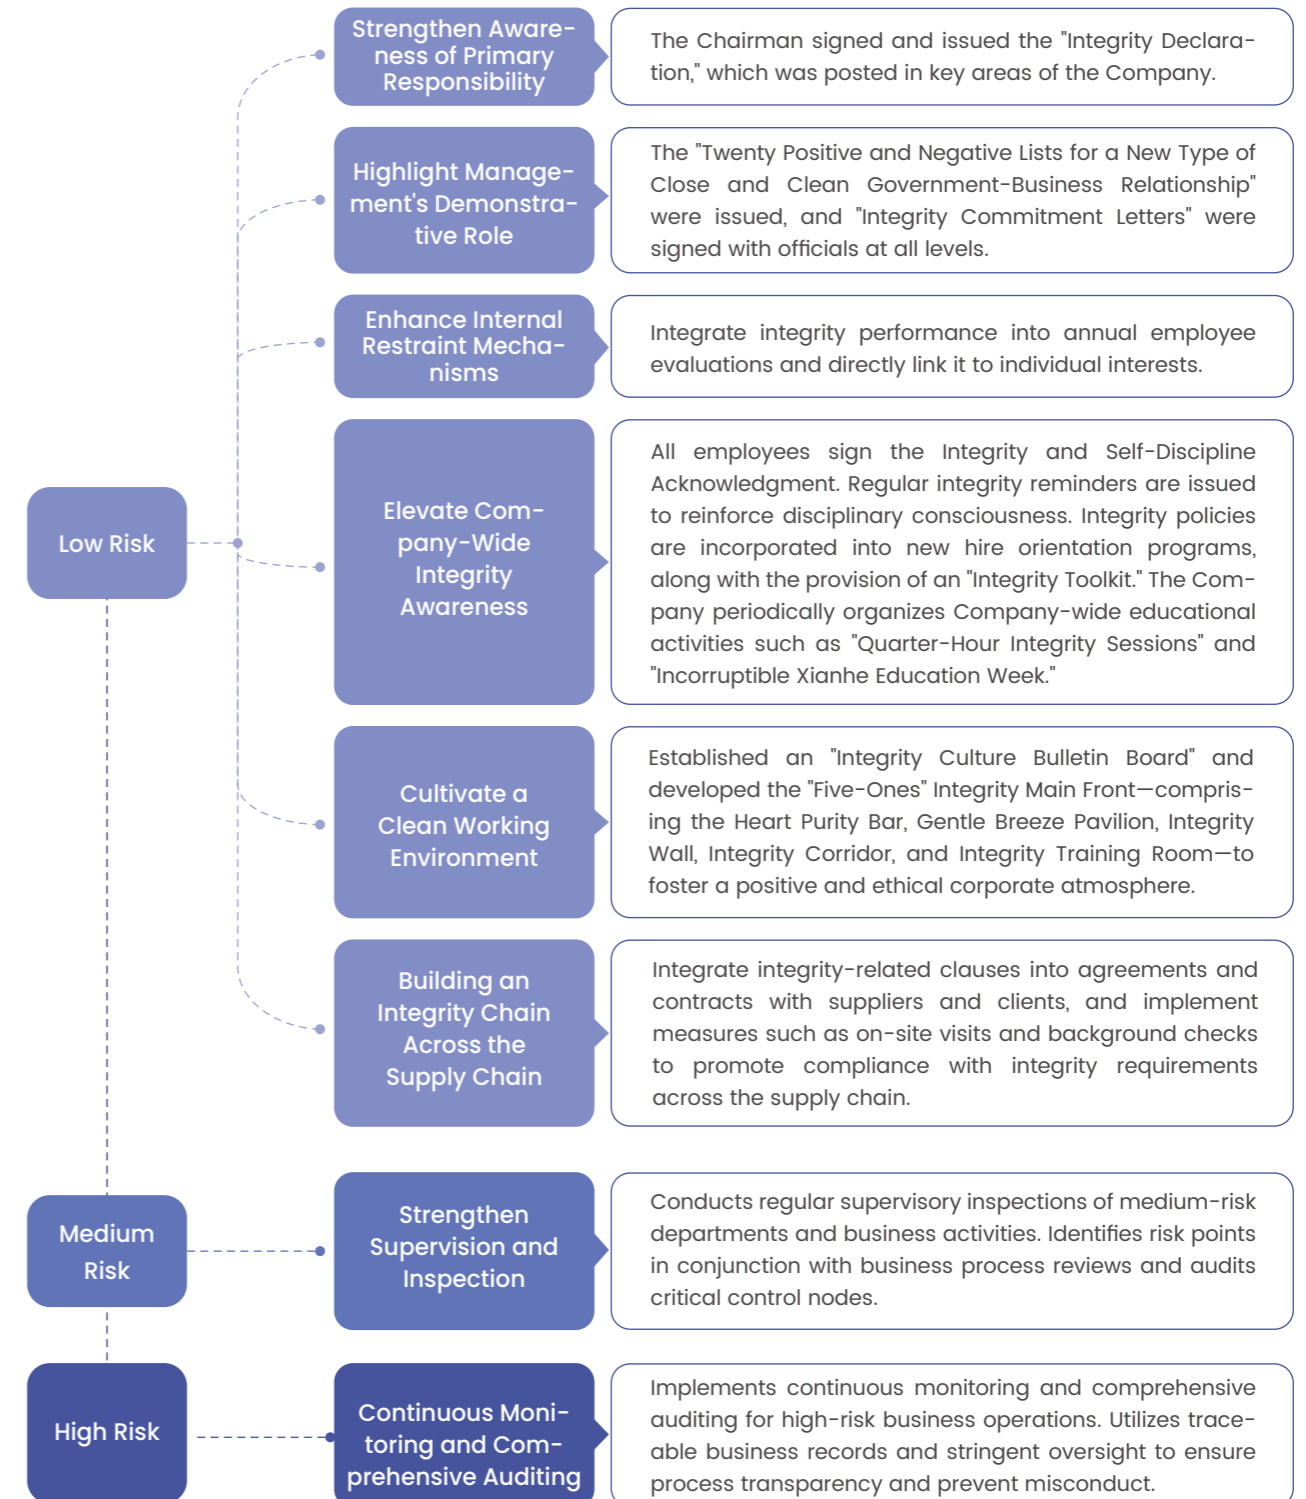 Strengthen Aware-
ness of Primary
Responsibility
The Chairman signed and issued the "Integrity Declara-
tion," which was posted in key areas of the Company.
Highlight Manage-
ment's Demonstra-
tive Role
The "Twenty Positive and Negative Lists for a New Type of
Close and Clean Government-Business Relationship"
were issued, and "Integrity Commitment Letters" were
signed with officials at all levels.
Enhance Internal
Restraint Mecha-
nisms
Integrate integrity performance into annual employee
evaluations and directly link it to individual interests.
Low Risk
Elevate Com-
pany-Wide
Integrity
Awareness
All employees sign the Integrity and Self-Discipline
Acknowledgment. Regular integrity reminders are issued
to reinforce disciplinary consciousness. Integrity policies
are incorporated into new hire orientation programs,
along with the provision of an "Integrity Toolkit." The Com-
pany periodically organizes Company-wide educational
activities such as "Quarter-Hour Integrity Sessions" and
"Incorruptible Xianhe Education Week."
Cultivate a
Clean Working
Environment
Established an "Integrity Culture Bulletin Board" and
developed the "Five-Ones" Integrity Main Front—compris-
ing the Heart Purity Bar, Gentle Breeze Pavilion, Integrity
Wall, Integrity Corridor, and Integrity Training Room—to
foster a positive and ethical corporate atmosphere.
Building an
Integrity Chain
Across the
Supply Chain
Integrate integrity-related clauses into agreements and
contracts with suppliers and clients, and implement
measures such as on-site visits and background checks
to promote compliance with integrity requirements
across the supply chain.
Medium
Risk
Strengthen
Supervision and
Inspection
Conducts regular supervisory inspections of medium-risk
departments and business activities. Identifies risk points
in conjunction with business process reviews and audits
critical control nodes.
High Risk
Continuous Moni-
toring and Com-
prehensive Auditing
Implements continuous monitoring and comprehensive
auditing for high-risk business operations. Utilizes trace-
able business records and stringent oversight to ensure
process transparency and prevent misconduct.